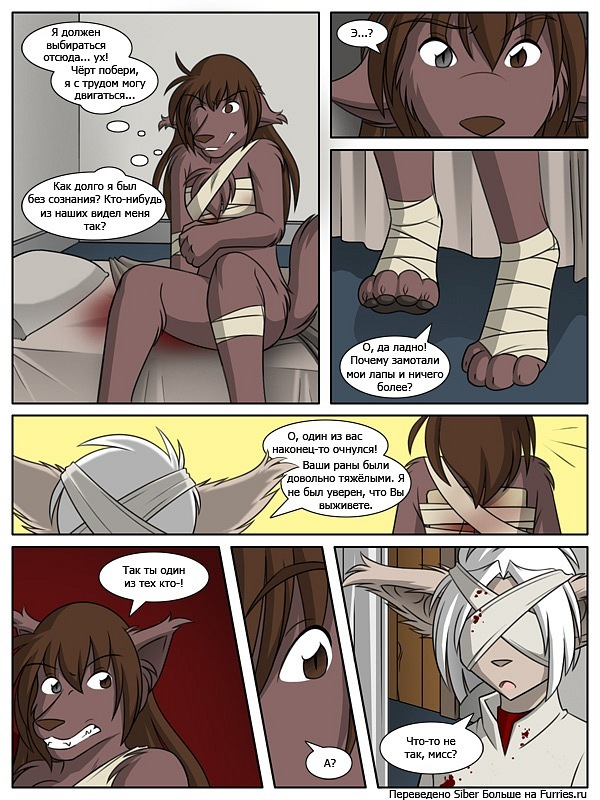 Я должен
выбираться
отсюда... ух!
Чёрт побери,
я с трудом могу
двигаться...
Как долго я был
без сознания? Кто-нибудь
из наших видел меня
так?
Э...?
О, да ладно!
Почему замотали
мои лапы и ничего
более?
О, один из вас
наконец-то очнулся!
Ваши раны были
довольно тяжёлыми. Я
не был уверен, что Вы
выживете.
Так ты один
из тех кто-!
А?
Что-то не
так, мисс?
Переведено Siber Больше на Furries.ru